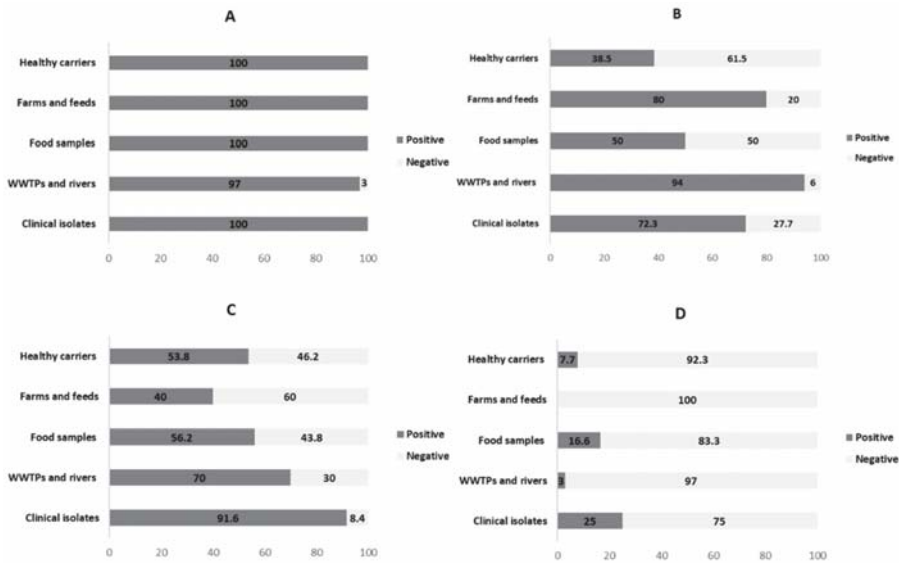 A
Healthy carriers 100
Farms and feeds 100
Food samples 100
WWTPs and rivers 97 3
Clinical isolates 100
0 20 40 60 80 100
Positive
Negative
B
Healthy carriers 38.5 61.5
Farms and feeds 80 20
Food samples 50 50
WWTPs and rivers 94 6
Clinical isolates 72.3 27.7
0 20 40 60 80 100
Positive
Negative
C
Healthy carriers 53.8 46.2
Farms and feeds 40 60
Food samples 56.2 43.8
WWTPs and rivers 70 30
Clinical isolates 91.6 8.4
0 20 40 60 80 100
Positive
Negative
D
Healthy carriers 7.7 92.3
Farms and feeds 100
Food samples 16.6 83.3
WWTPs and rivers 3 97
Clinical isolates 25 75
0 20 40 60 80 100
Positive
Negative